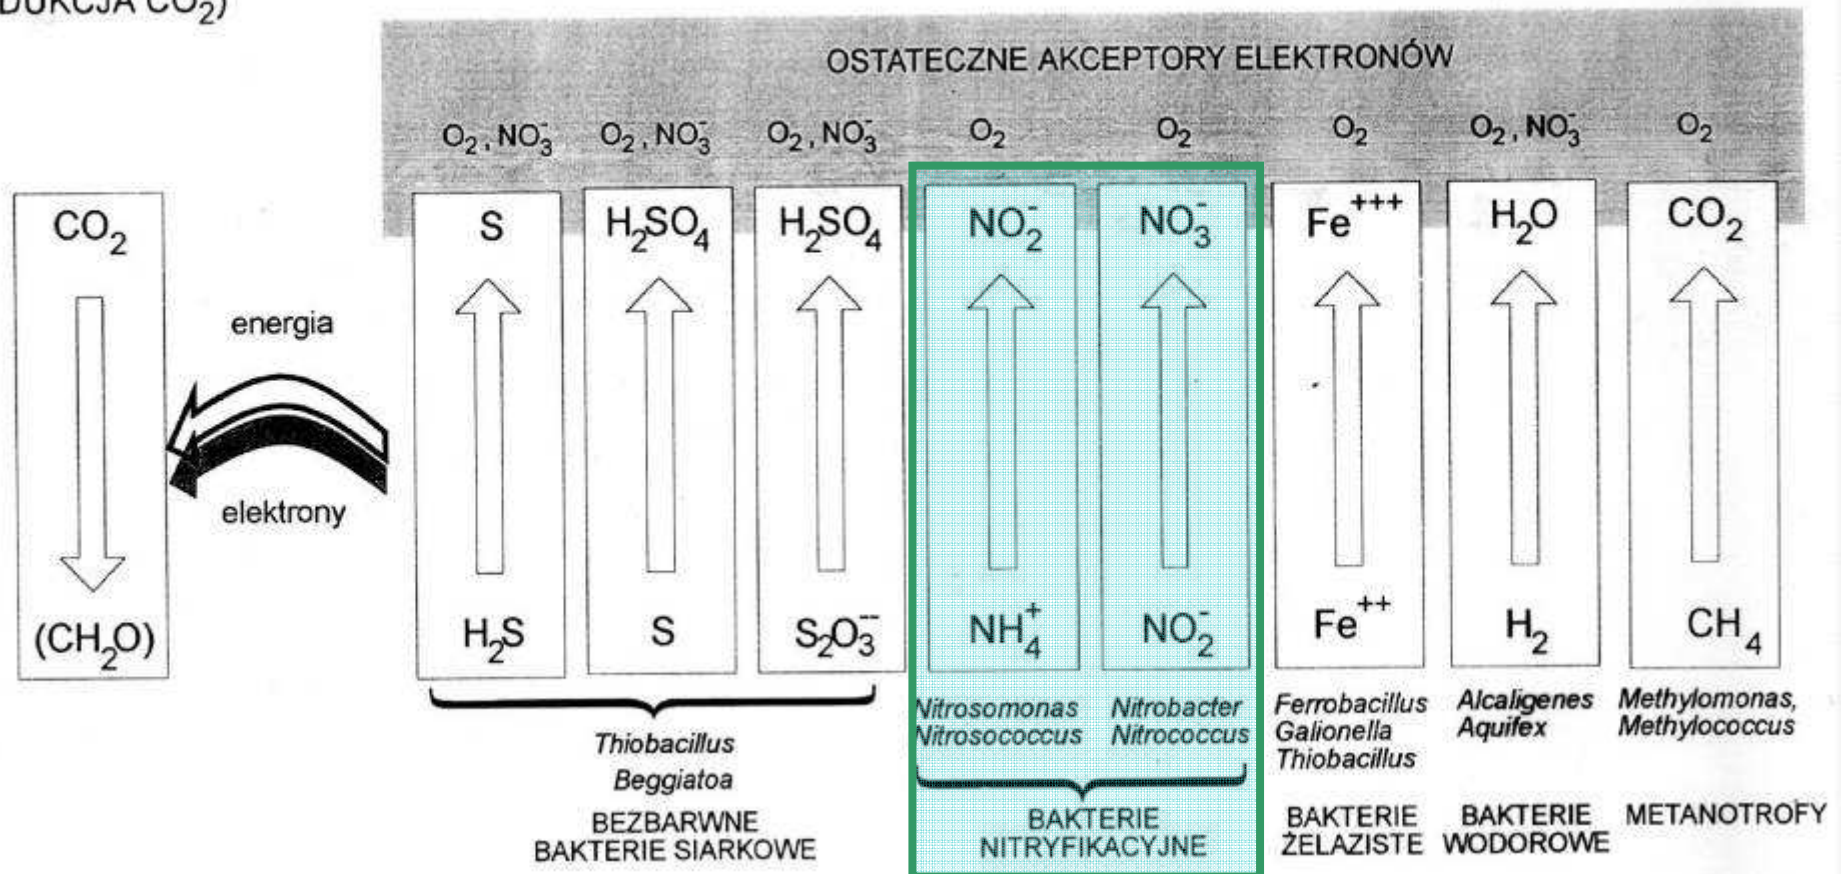 DUKCJA CO₂)
OSTATECZNE AKCEPTORY ELEKTRONÓW
O₂, NO₃⁻ O₂, NO₃⁻ O₂, NO₃⁻ O₂ O₂ O₂ O₂, NO₃⁻ O₂
CO₂ S H₂SO₄ H₂SO₄ NO₂⁻ NO₃⁻ Fe⁺⁺⁺ H₂O CO₂
energia
elektrony
(CH₂O) H₂S S S₂O₃⁻⁻ NH₄⁺ NO₂⁻ Fe⁺⁺ H₂ CH₄
Thiobacillus
Beggiatoa
BEZBARWNE
BAKTERIE SIARKOWE
Nitrosomonas
Nitrosococcus
Nitrobacter
Nitrococcus
BAKTERIE
NITRYFIKACYJNE
Ferrobacillus
Galionella
Thiobacillus
BAKTERIE
ŻELAZISTE
Alcaligenes
Aquifex
BAKTERIE
WODOROWE
Methylomonas,
Methylococcus
METANOTROFY